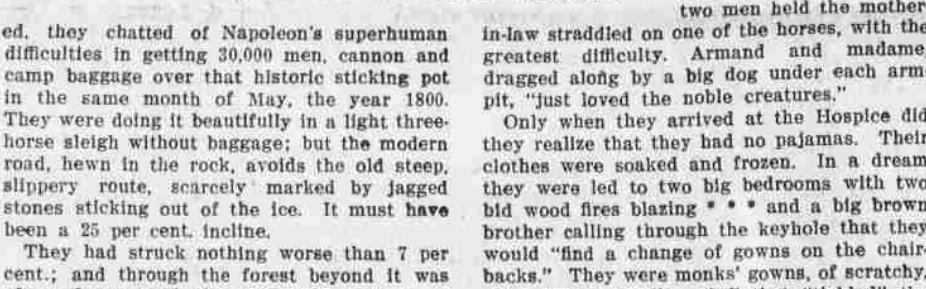 ed, they chatted of Napoleon's superhuman
difficulties in getting 30,000 men, cannon and
camp baggage over that historic sticking pot
in the same month of May, the year 1800.
They were doing it beautifully in a light three-
horse sleigh without baggage; but the modern
road, hewn in the rock, avoids the old steep,
slippery route, scarcely marked by jagged
stones sticking out of the ice. It must have
been a 25 per cent. incline.
They had struck nothing worse than 7 per
cent.; and through the forest beyond it was
two men held the mother-
in-law straddled on one of the horses, with the
greatest difficulty. Armand and madame,
dragged along by a big dog under each arm-
pit, "just loved the noble creatures."
Only when they arrived at the Hospice did
they realize that they had no pajamas. Their
clothes were soaked and frozen. In a dream
they were led to two big bedrooms with two
bid wood fires blazing * * * and a big brown
brother calling through the keyhole that they
would "find a change of gowns on the chair-
backs." They were monks' gowns, of scratchy,